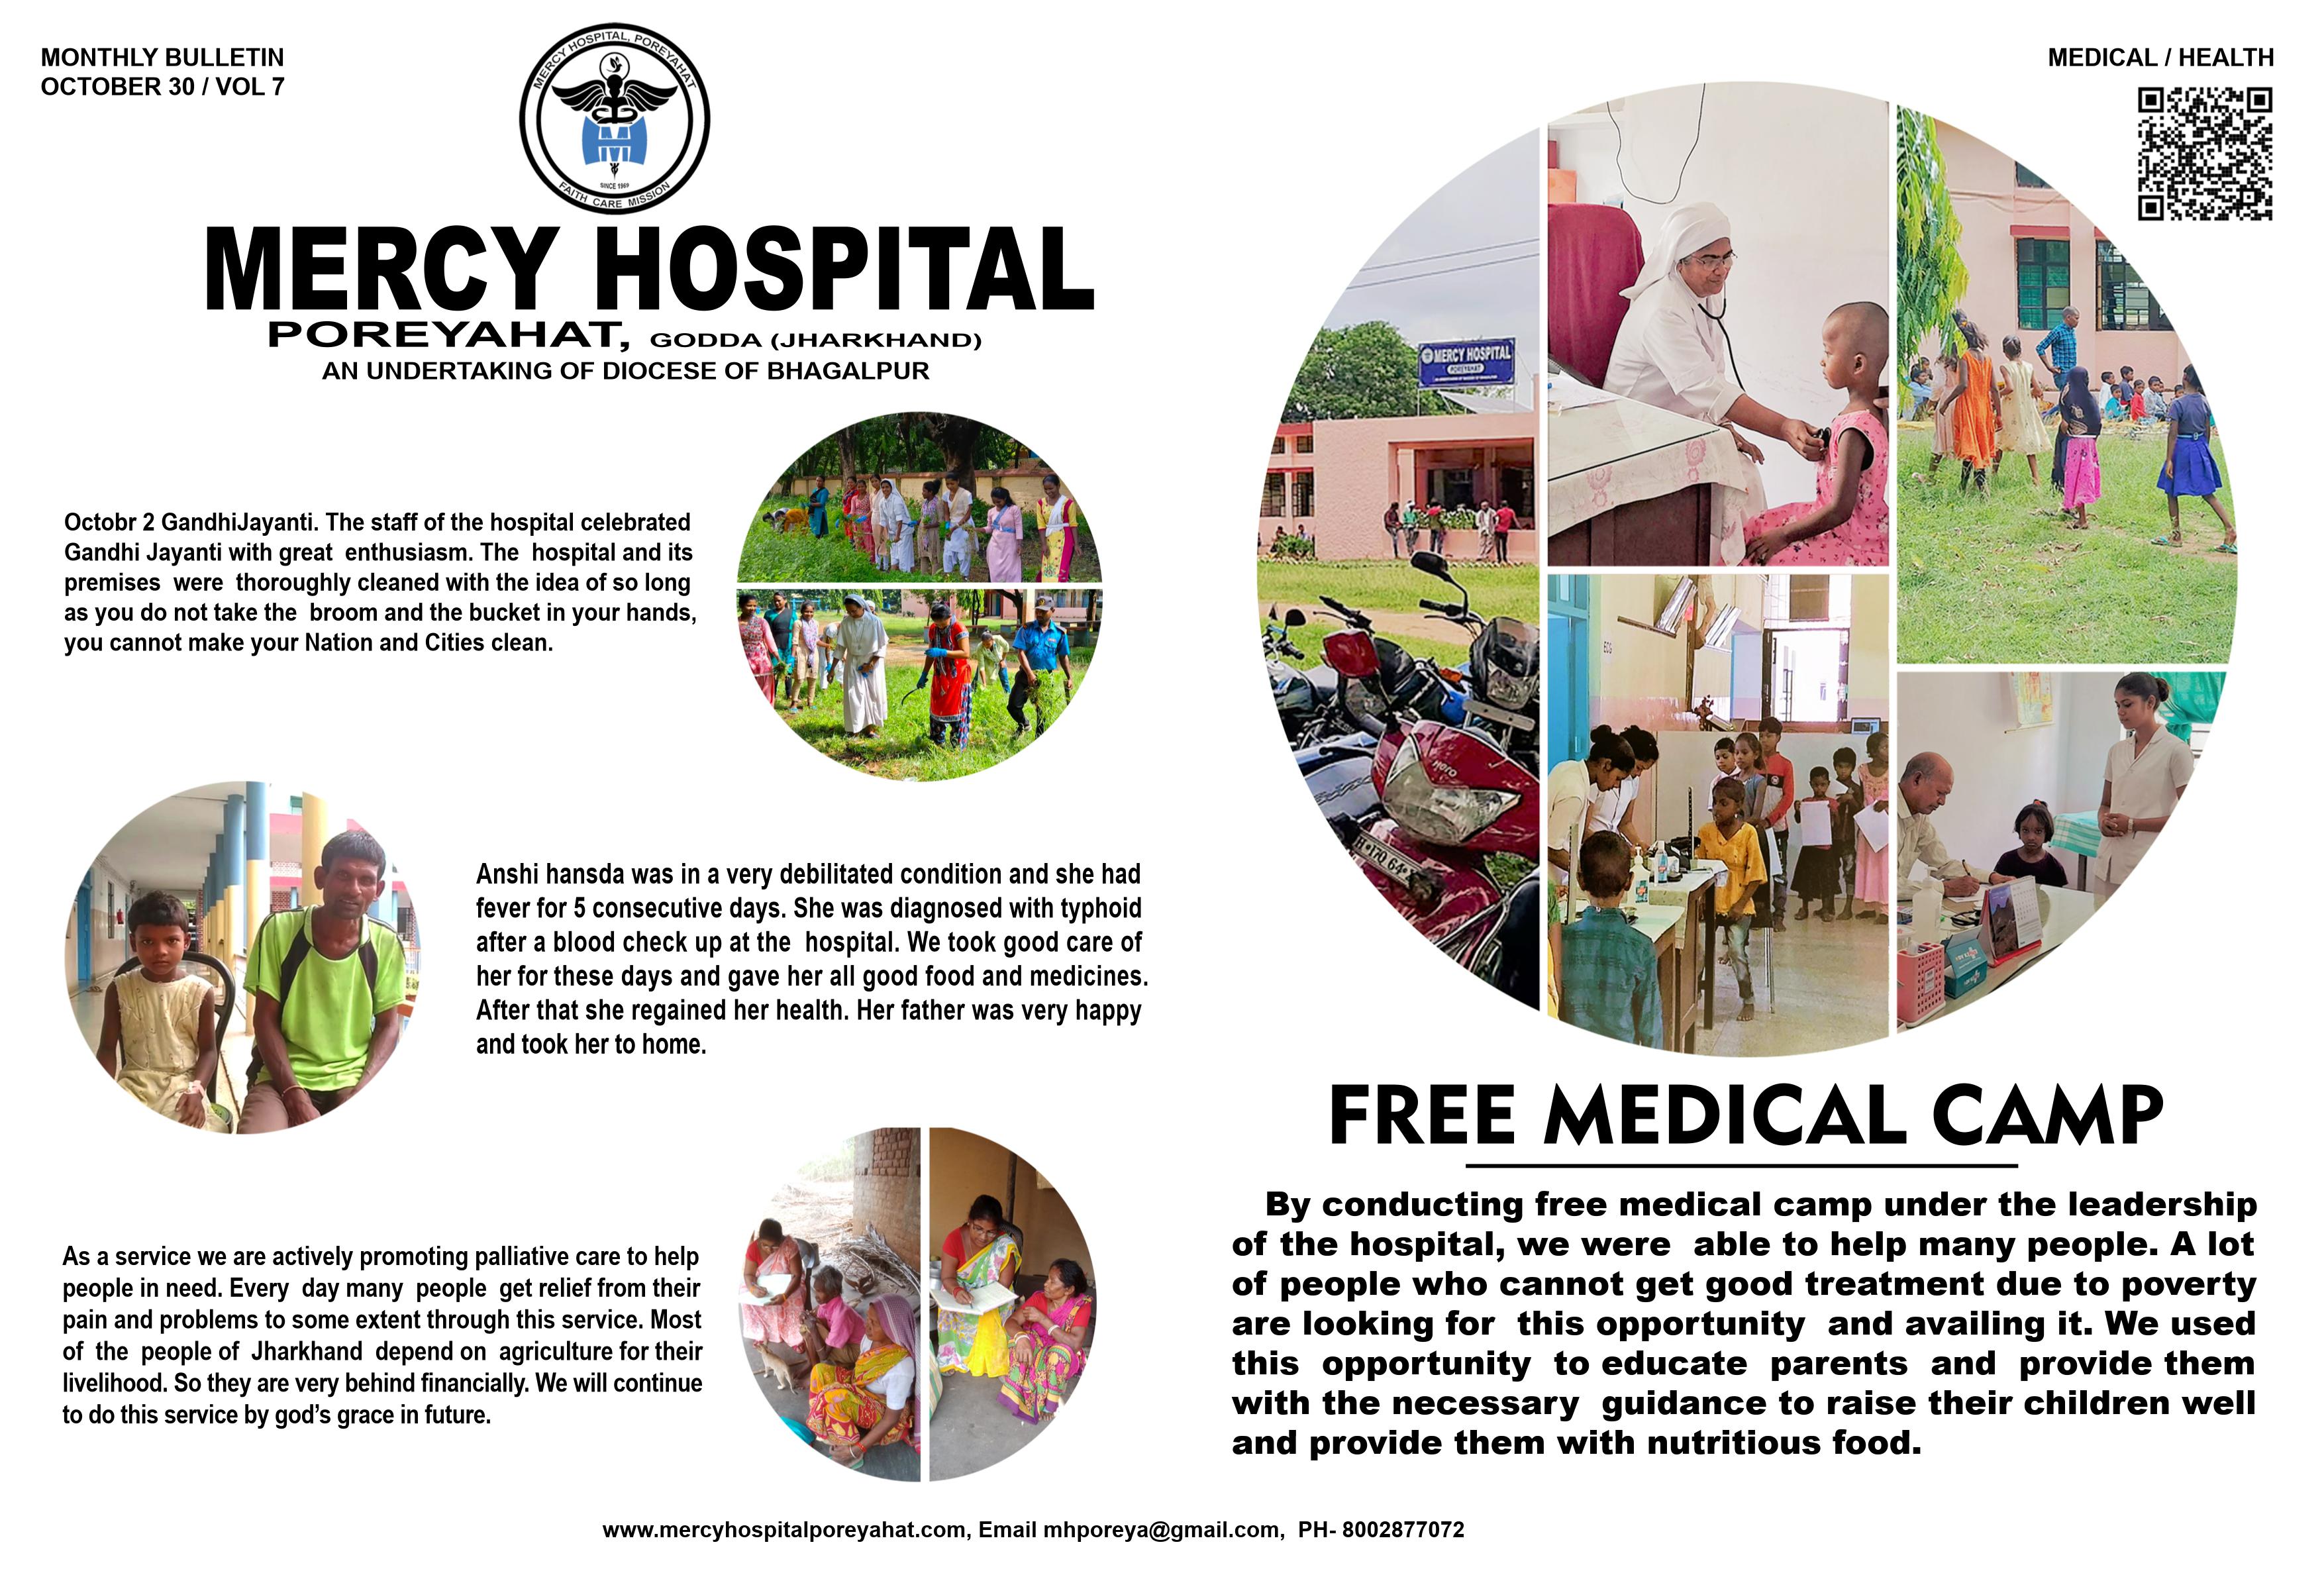 MONTHLY BULLETIN
OCTOBER 30 / VOL 7
MERCY HOSPITAL, POREYAHAT
SINCE 1969
FAITH CARE MISSION
MERCY HOSPITAL
POREYAHAT, GODDA (JHARKHAND)
AN UNDERTAKING OF DIOCESE OF BHAGALPUR
Octobr 2 GandhiJayanti. The staff of the hospital celebrated
Gandhi Jayanti with great enthusiasm. The hospital and its
premises were thoroughly cleaned with the idea of so long
as you do not take the broom and the bucket in your hands,
you cannot make your Nation and Cities clean.
Anshi hansda was in a very debilitated condition and she had
fever for 5 consecutive days. She was diagnosed with typhoid
after a blood check up at the hospital. We took good care of
her for these days and gave her all good food and medicines.
After that she regained her health. Her father was very happy
and took her to home.
As a service we are actively promoting palliative care to help
people in need. Every day many people get relief from their
pain and problems to some extent through this service. Most
of the people of Jharkhand depend on agriculture for their
livelihood. So they are very behind financially. We will continue
to do this service by god's grace in future.
MEDICAL / HEALTH
MERCY HOSPITAL
POREYAHAT
ECG
Hero
FREE MEDICAL CAMP
By conducting free medical camp under the leadership
of the hospital, we were able to help many people. A lot
of people who cannot get good treatment due to poverty
are looking for this opportunity and availing it. We used
this opportunity to educate parents and provide them
with the necessary guidance to raise their children well
and provide them with nutritious food.
www.mercyhospitalporeyahat.com, Email mhporeya@gmail.com, PH- 8002877072